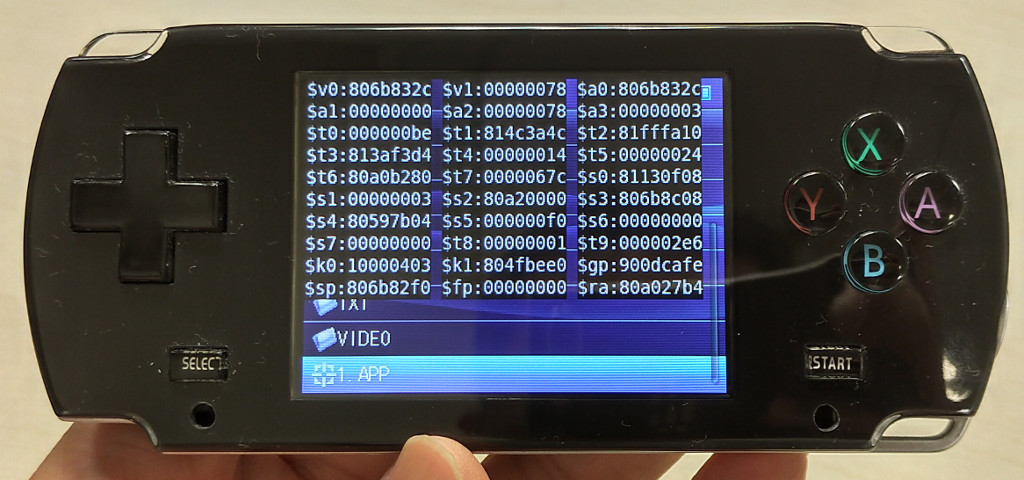 $v0:806b832c $v1:00000078 $a0:806b832c
$a1:00000000 $a2:00000078 $a3:00000003
$t0:000000be $t1:814c3a4c $t2:81fffa10
$t3:813af3d4 $t4:00000014 $t5:00000024
$t6:80a0b280 $t7:0000067c $s0:81130f08
$s1:00000003 $s2:80a20000 $s3:806b8c08
$s4:80597b04 $s5:000000f0 $s6:00000000
$s7:00000000 $t8:00000001 $t9:000002e6
$k0:10000403 $k1:804fbee0 $gp:900dcafe
$sp:806b82f0 $fp:00000000 $ra:80a027b4
TXT
VIDEO
1. APP
X
Y
A
B
SELECT
START